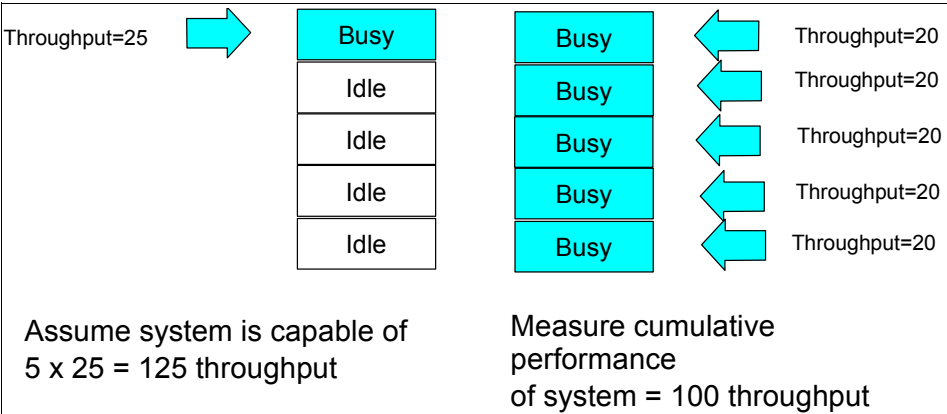 Throughput=25
Busy
Idle
Idle
Idle
Idle
Busy
Throughput=20
Busy
Throughput=20
Busy
Throughput=20
Busy
Throughput=20
Busy
Throughput=20
Assume system is capable of
5 x 25 = 125 throughput
Measure cumulative
performance
of system = 100 throughput